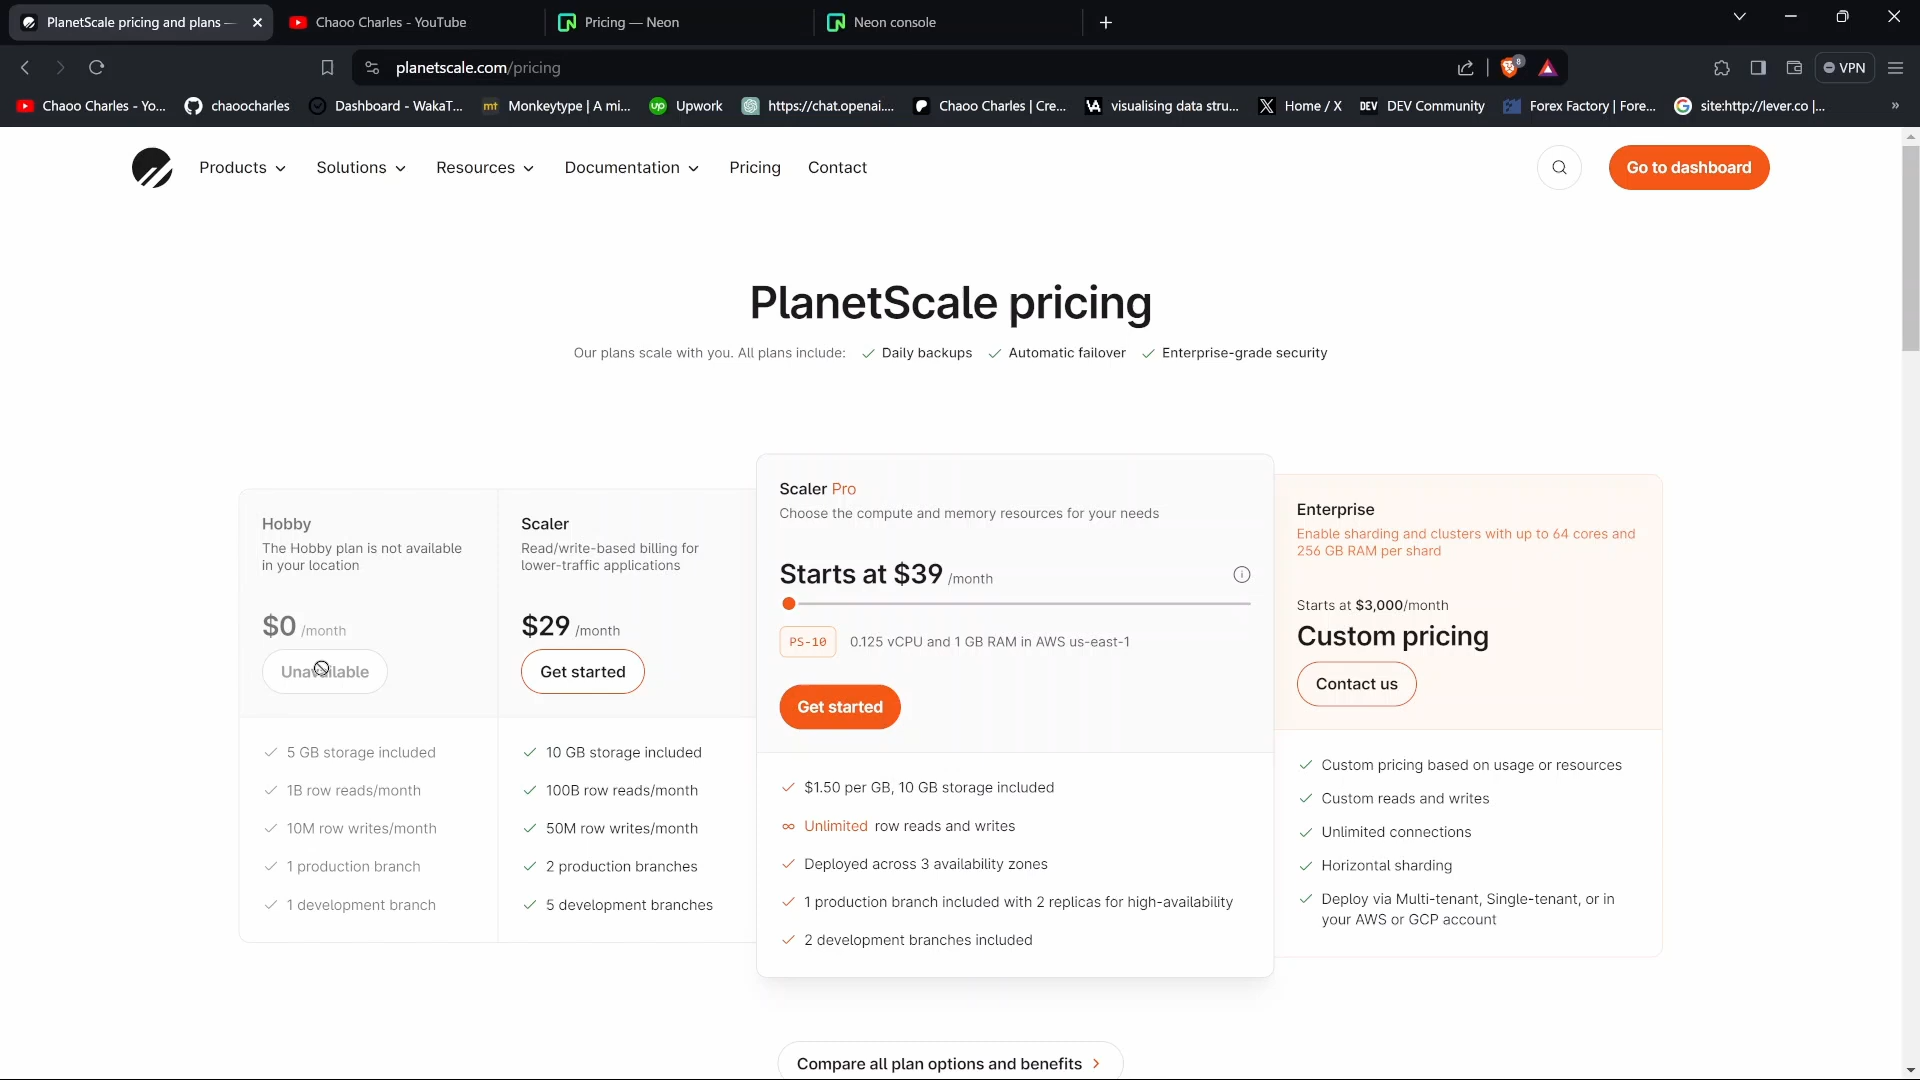 PlanetScale pricing and plans —
Chaoo Charles - YouTube
Pricing — Neon
Neon console
planetscale.com/pricing
8
VPN
Chaoo Charles - Yo...
chaoocharles
Dashboard - WakaT...
mt Monkeytype | A mi...
up Upwork
https://chat.openai....
Chaoo Charles | Cre...
VA visualising data stru...
Home / X
DEV DEV Community
Forex Factory | Fore...
site:http://lever.co |...
»
Products
Solutions
Resources
Documentation
Pricing
Contact
Go to dashboard
PlanetScale pricing
Our plans scale with you. All plans include: Daily backups Automatic failover Enterprise-grade security
Hobby
The Hobby plan is not available
in your location
$0 /month
Unavailable
5 GB storage included
1B row reads/month
10M row writes/month
1 production branch
1 development branch
Scaler
Read/write-based billing for
lower-traffic applications
$29 /month
Get started
10 GB storage included
100B row reads/month
50M row writes/month
2 production branches
5 development branches
Scaler Pro
Choose the compute and memory resources for your needs
Starts at $39 /month
PS-10 0.125 vCPU and 1 GB RAM in AWS us-east-1
Get started
$1.50 per GB, 10 GB storage included
∞ Unlimited row reads and writes
Deployed across 3 availability zones
1 production branch included with 2 replicas for high-availability
2 development branches included
Enterprise
Enable sharding and clusters with up to 64 cores and
256 GB RAM per shard
Starts at $3,000/month
Custom pricing
Contact us
Custom pricing based on usage or resources
Custom reads and writes
Unlimited connections
Horizontal sharding
Deploy via Multi-tenant, Single-tenant, or in
your AWS or GCP account
Compare all plan options and benefits